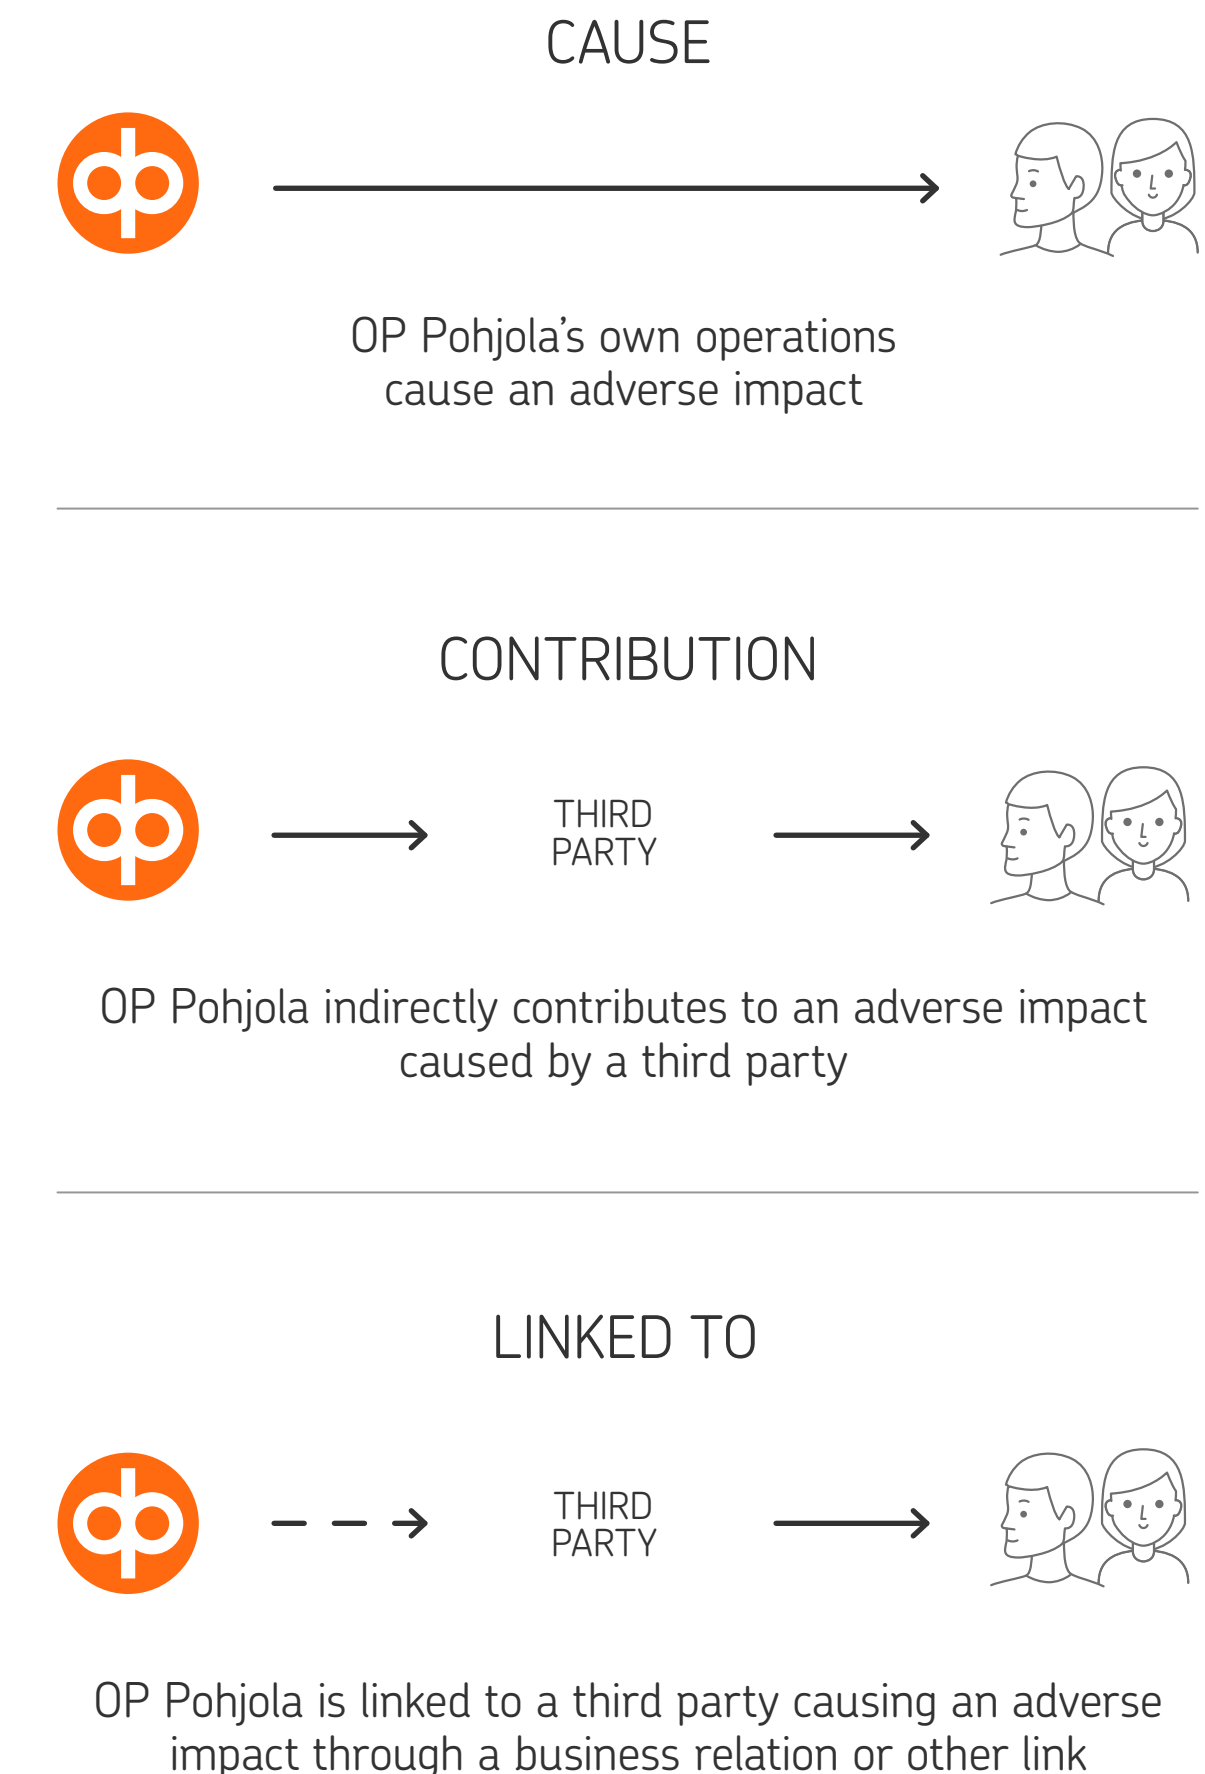 CAUSE
OP Pohjola’s own operations
cause an adverse impact
CONTRIBUTION
THIRD
PARTY
OP Pohjola indirectly contributes to an adverse impact
caused by a third party
LINKED TO
THIRD
PARTY
OP Pohjola is linked to a third party causing an adverse
impact through a business relation or other link